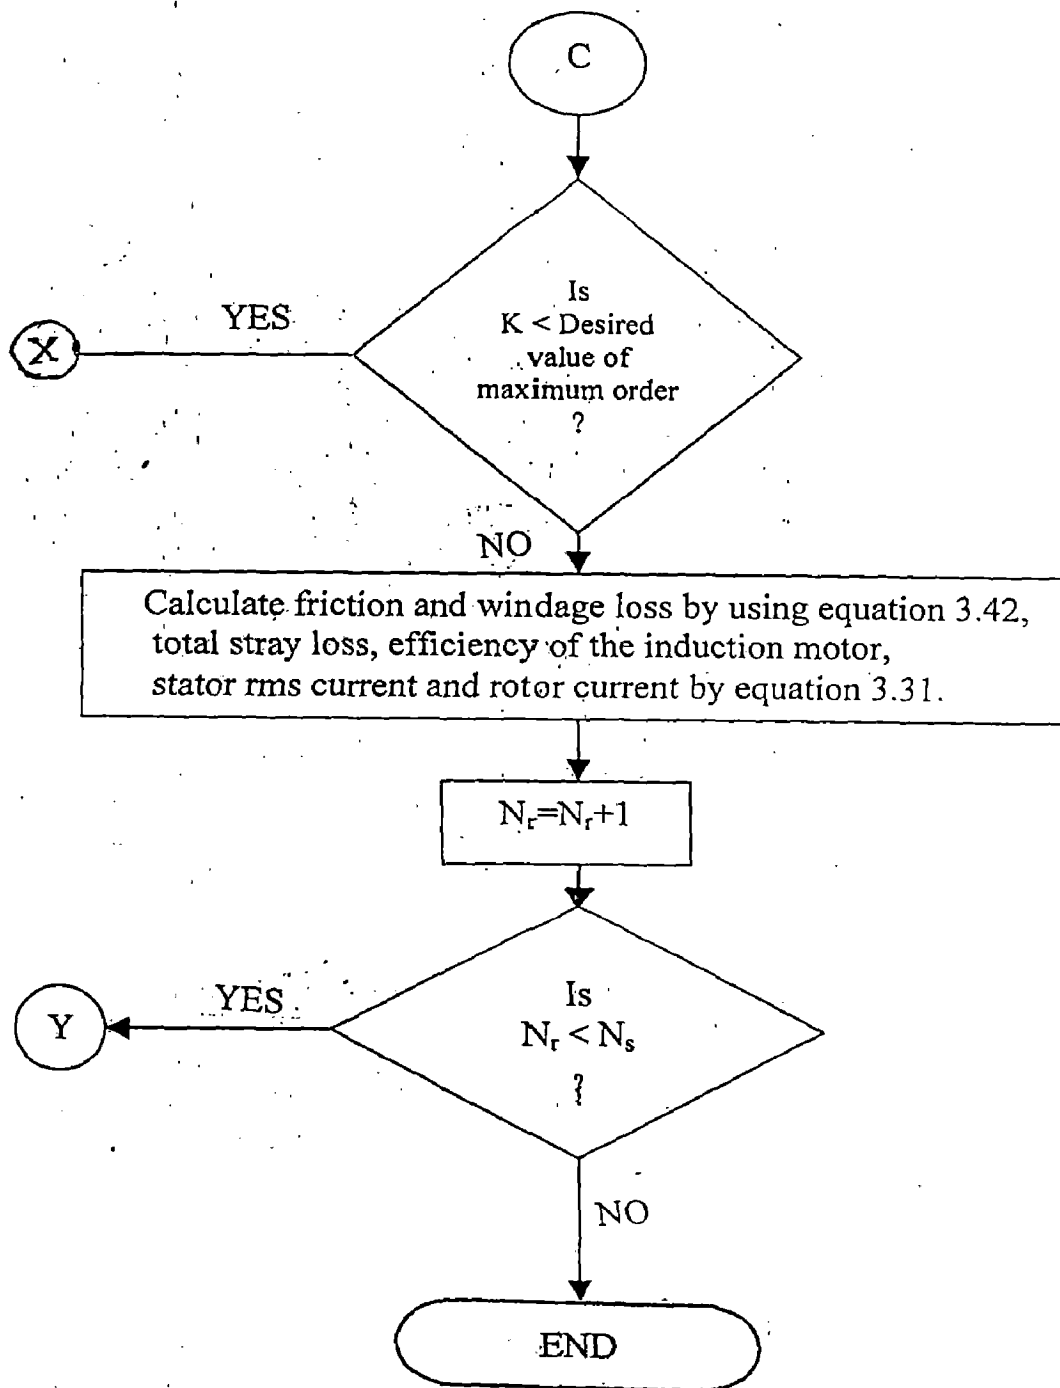 C
Is
K < Desired
value of
maximum order
?
YES
X
NO
Calculate friction and windage loss by using equation 3.42,
total stray loss, efficiency of the induction motor,
stator rms current and rotor current by equation 3.31.
Nᵣ=Nᵣ+1
Is
Nᵣ < Nₛ
?
YES
Y
NO
END